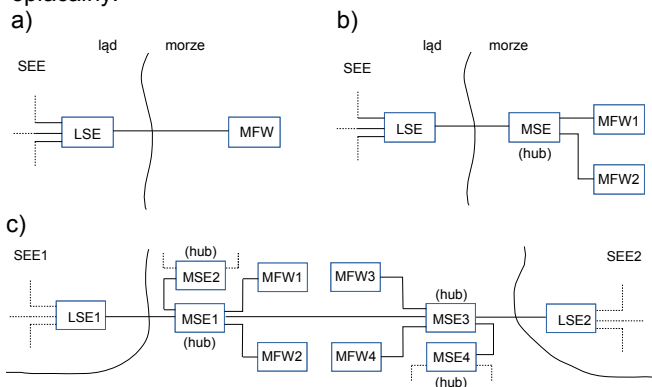 opłacalny.
a)
b)
ląd morze
ląd morze
SEE
SEE
LSE
MFW
LSE
MSE
(hub)
MFW1
MFW2
c)
SEE1
SEE2
(hub)
MSE2
MFW1
MFW3
(hub)
LSE1
MSE1
MSE3
LSE2
(hub)
MFW2
MFW4
MSE4
(hub)